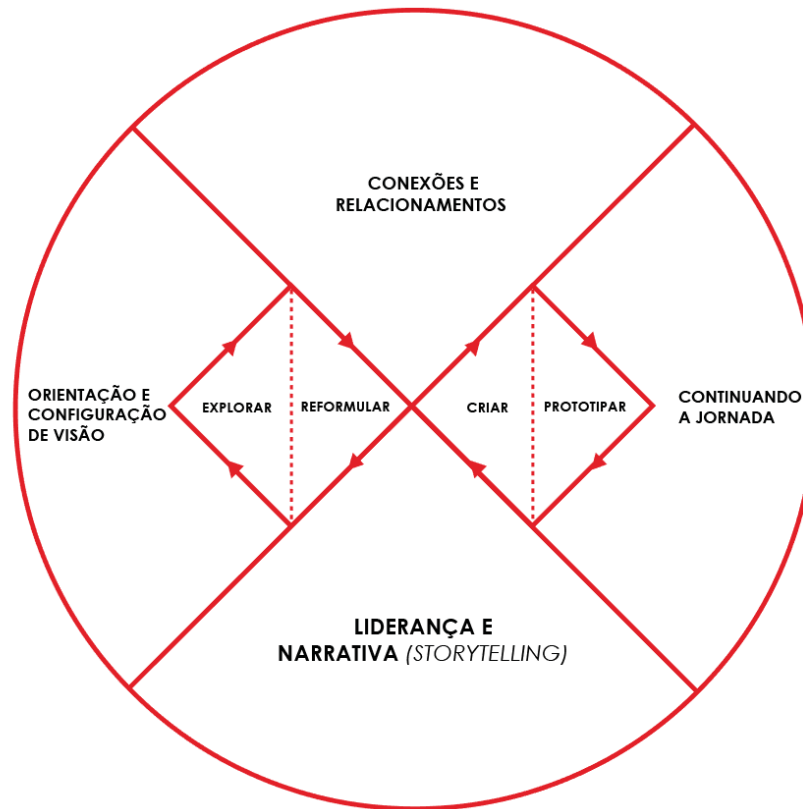 CONEXÕES E
RELACIONAMENTOS
ORIENTAÇÃO E
CONFIGURAÇÃO
DE VISÃO
EXPLORAR
REFORMULAR
CRIAR
PROTOTIPAR
CONTINUANDO
A JORNADA
LIDERANÇA E
NARRATIVA (STORYTELLING)